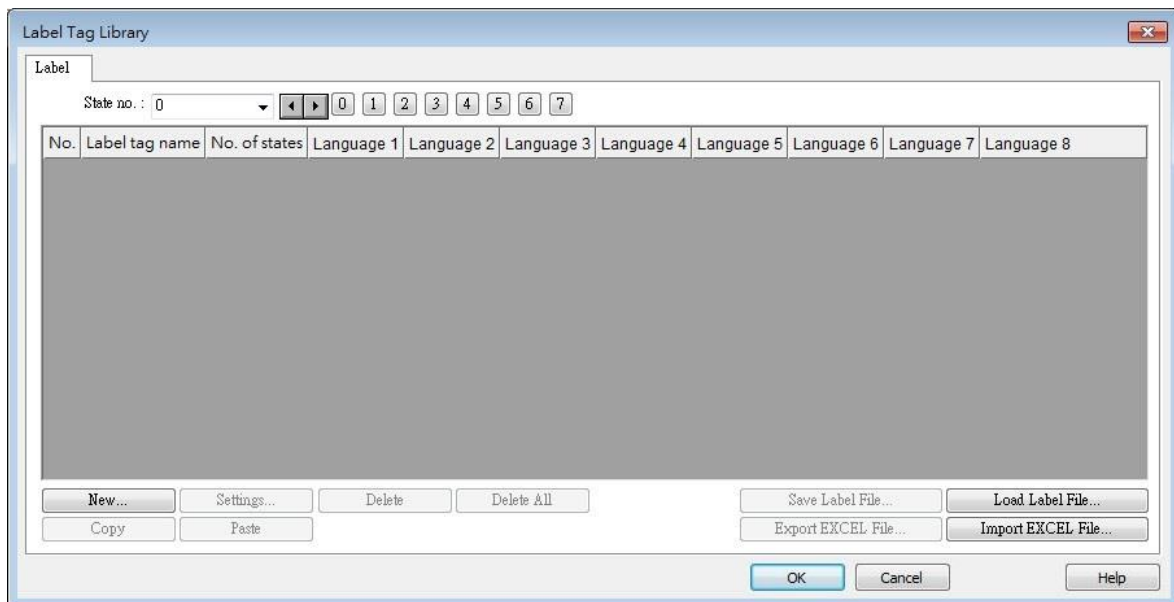 Label Tag Library
Label
State no. : 0 0 1 2 3 4 5 6 7
No. Label tag name No. of states Language 1 Language 2 Language 3 Language 4 Language 5 Language 6 Language 7 Language 8
New... Settings... Delete Delete All Save Label File... Load Label File...
Copy Paste Export EXCEL File... Import EXCEL File...
OK Cancel Help